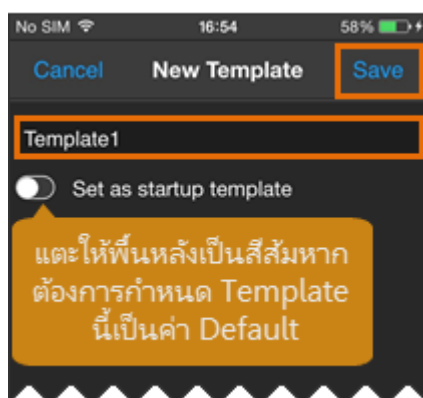 No SIM 16:54 58%
Cancel New Template Save
Template1
Set as startup template
แตะให้พื้นหลังเป็นสีส้มหาก
ต้องการกำหนด Template
นี้เป็นค่า Default